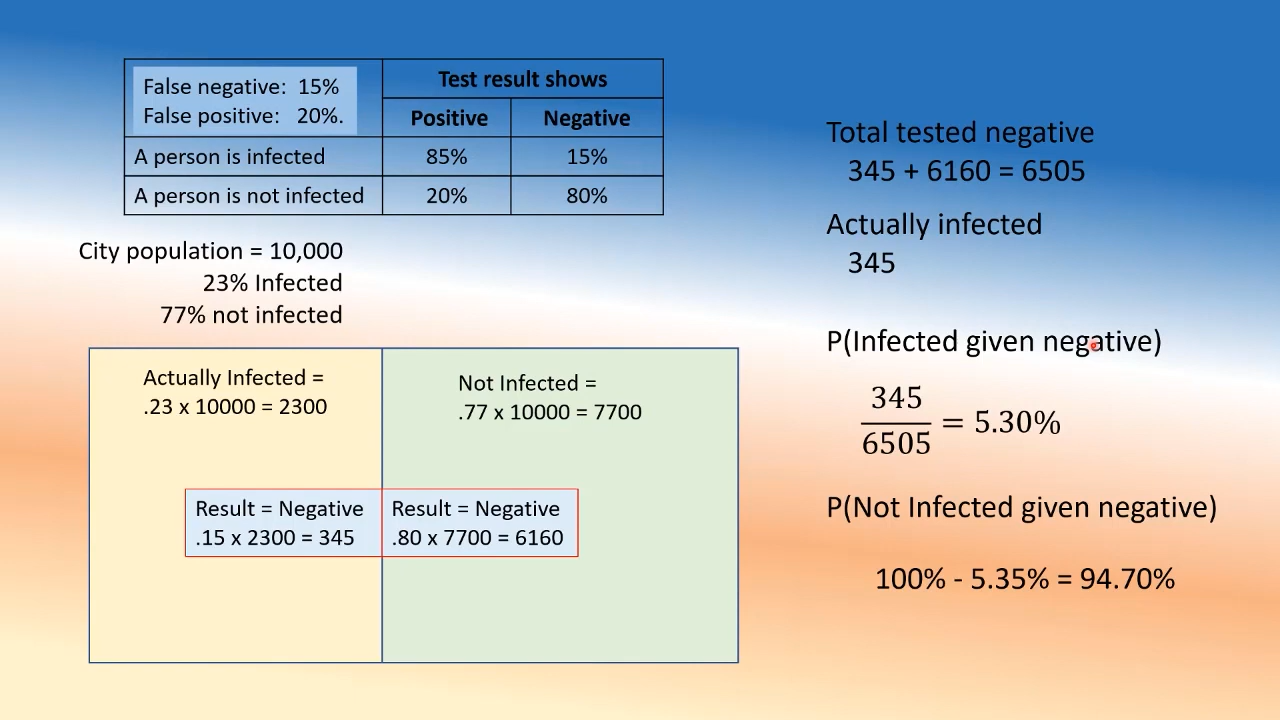 False negative: 15%
False positive: 20%.
Test result shows
Positive Negative
A person is infected 85% 15%
A person is not infected 20% 80%
City population = 10,000
23% Infected
77% not infected
Actually Infected =
.23 x 10000 = 2300
Not Infected =
.77 x 10000 = 7700
Result = Negative
.15 x 2300 = 345
Result = Negative
.80 x 7700 = 6160
Total tested negative
345 + 6160 = 6505
Actually infected
345
P(Infected given negative)
345
6505
= 5.30%
P(Not Infected given negative)
100% - 5.35% = 94.70%